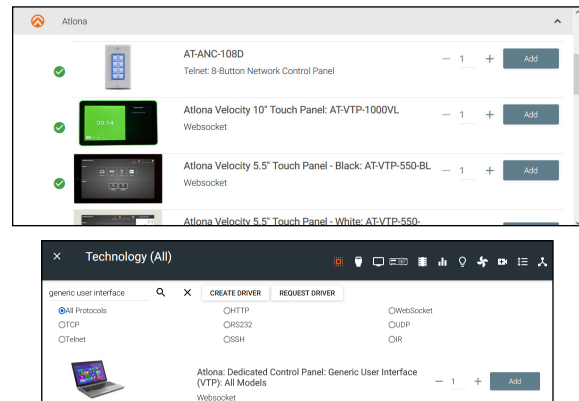 Atlona
AT-ANC-108D
Telnet: 8-Button Network Control Panel
1
Add
09:14
Atlona Velocity 10" Touch Panel: AT-VTP-1000VL
Websocket
1
Add
Atlona Velocity 5.5" Touch Panel - Black: AT-VTP-550-BL
Websocket
1
Add
Atlona Velocity 5.5" Touch Panel - White: AT-VTP-550-
Technology (All)
generic user interface
CREATE DRIVER
REQUEST DRIVER
All Protocols
HTTP
WebSocket
TCP
RS232
UDP
Telnet
SSH
IR
Atlona: Dedicated Control Panel: Generic User Interface
(VTP): All Models
Websocket
1
Add